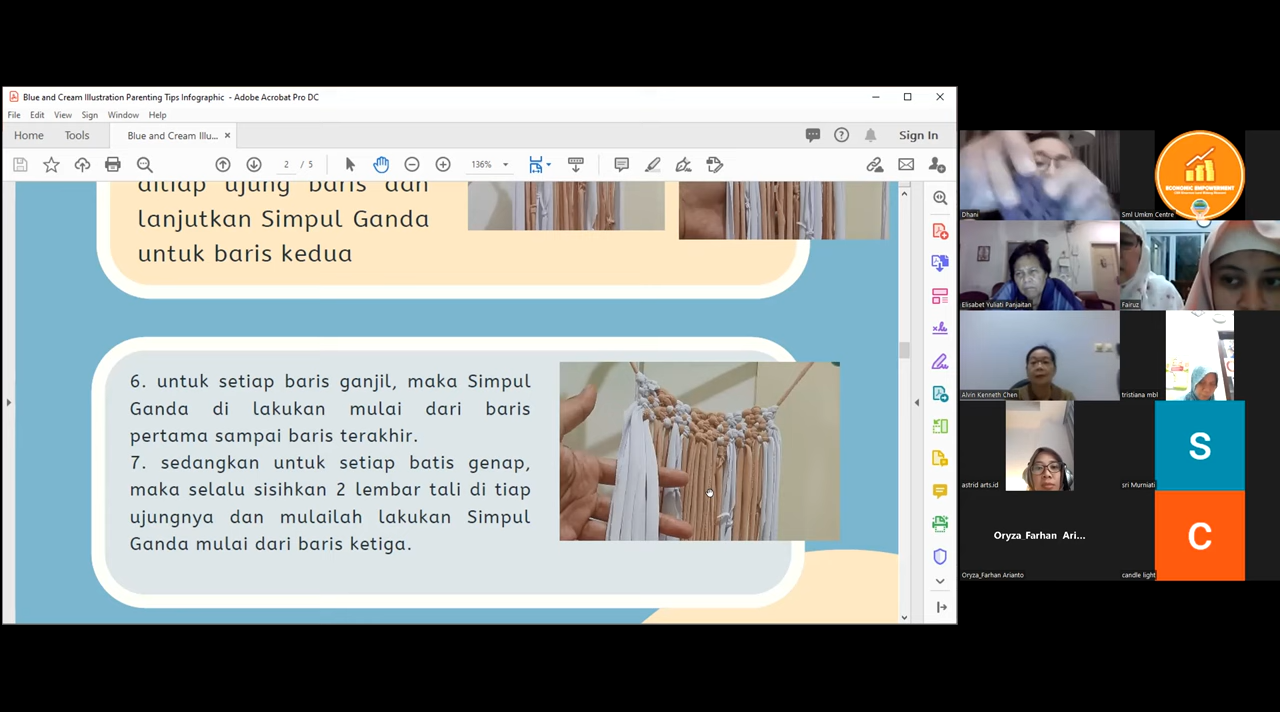 Blue and Cream Illustration Parenting Tips Infographic - Adobe Acrobat Pro DC
File Edit View Sign Window Help
Home Tools Blue and Cream Illu... × Sign In
2 / 5 136%
ditiap ujung baris dan
lanjutkan Simpul Ganda
untuk baris kedua
6. untuk setiap baris ganjil, maka Simpul
Ganda di lakukan mulai dari baris
pertama sampai baris terakhir.
7. sedangkan untuk setiap batis genap,
maka selalu sisihkan 2 lembar tali di tiap
ujungnya dan mulailah lakukan Simpul
Ganda mulai dari baris ketiga.
Dhani
ECONOMIC EMPOWERMENT
Sml Umkm Centre
Elisabet Yuliati Panjaitan
Fairuz
Alvin Kenneth Chen
tristiana mbl
astrid arts.id
S
sri Murniati
Oryza_Farhan Ari...
Oryza_Farhan Arianto
C
candle light